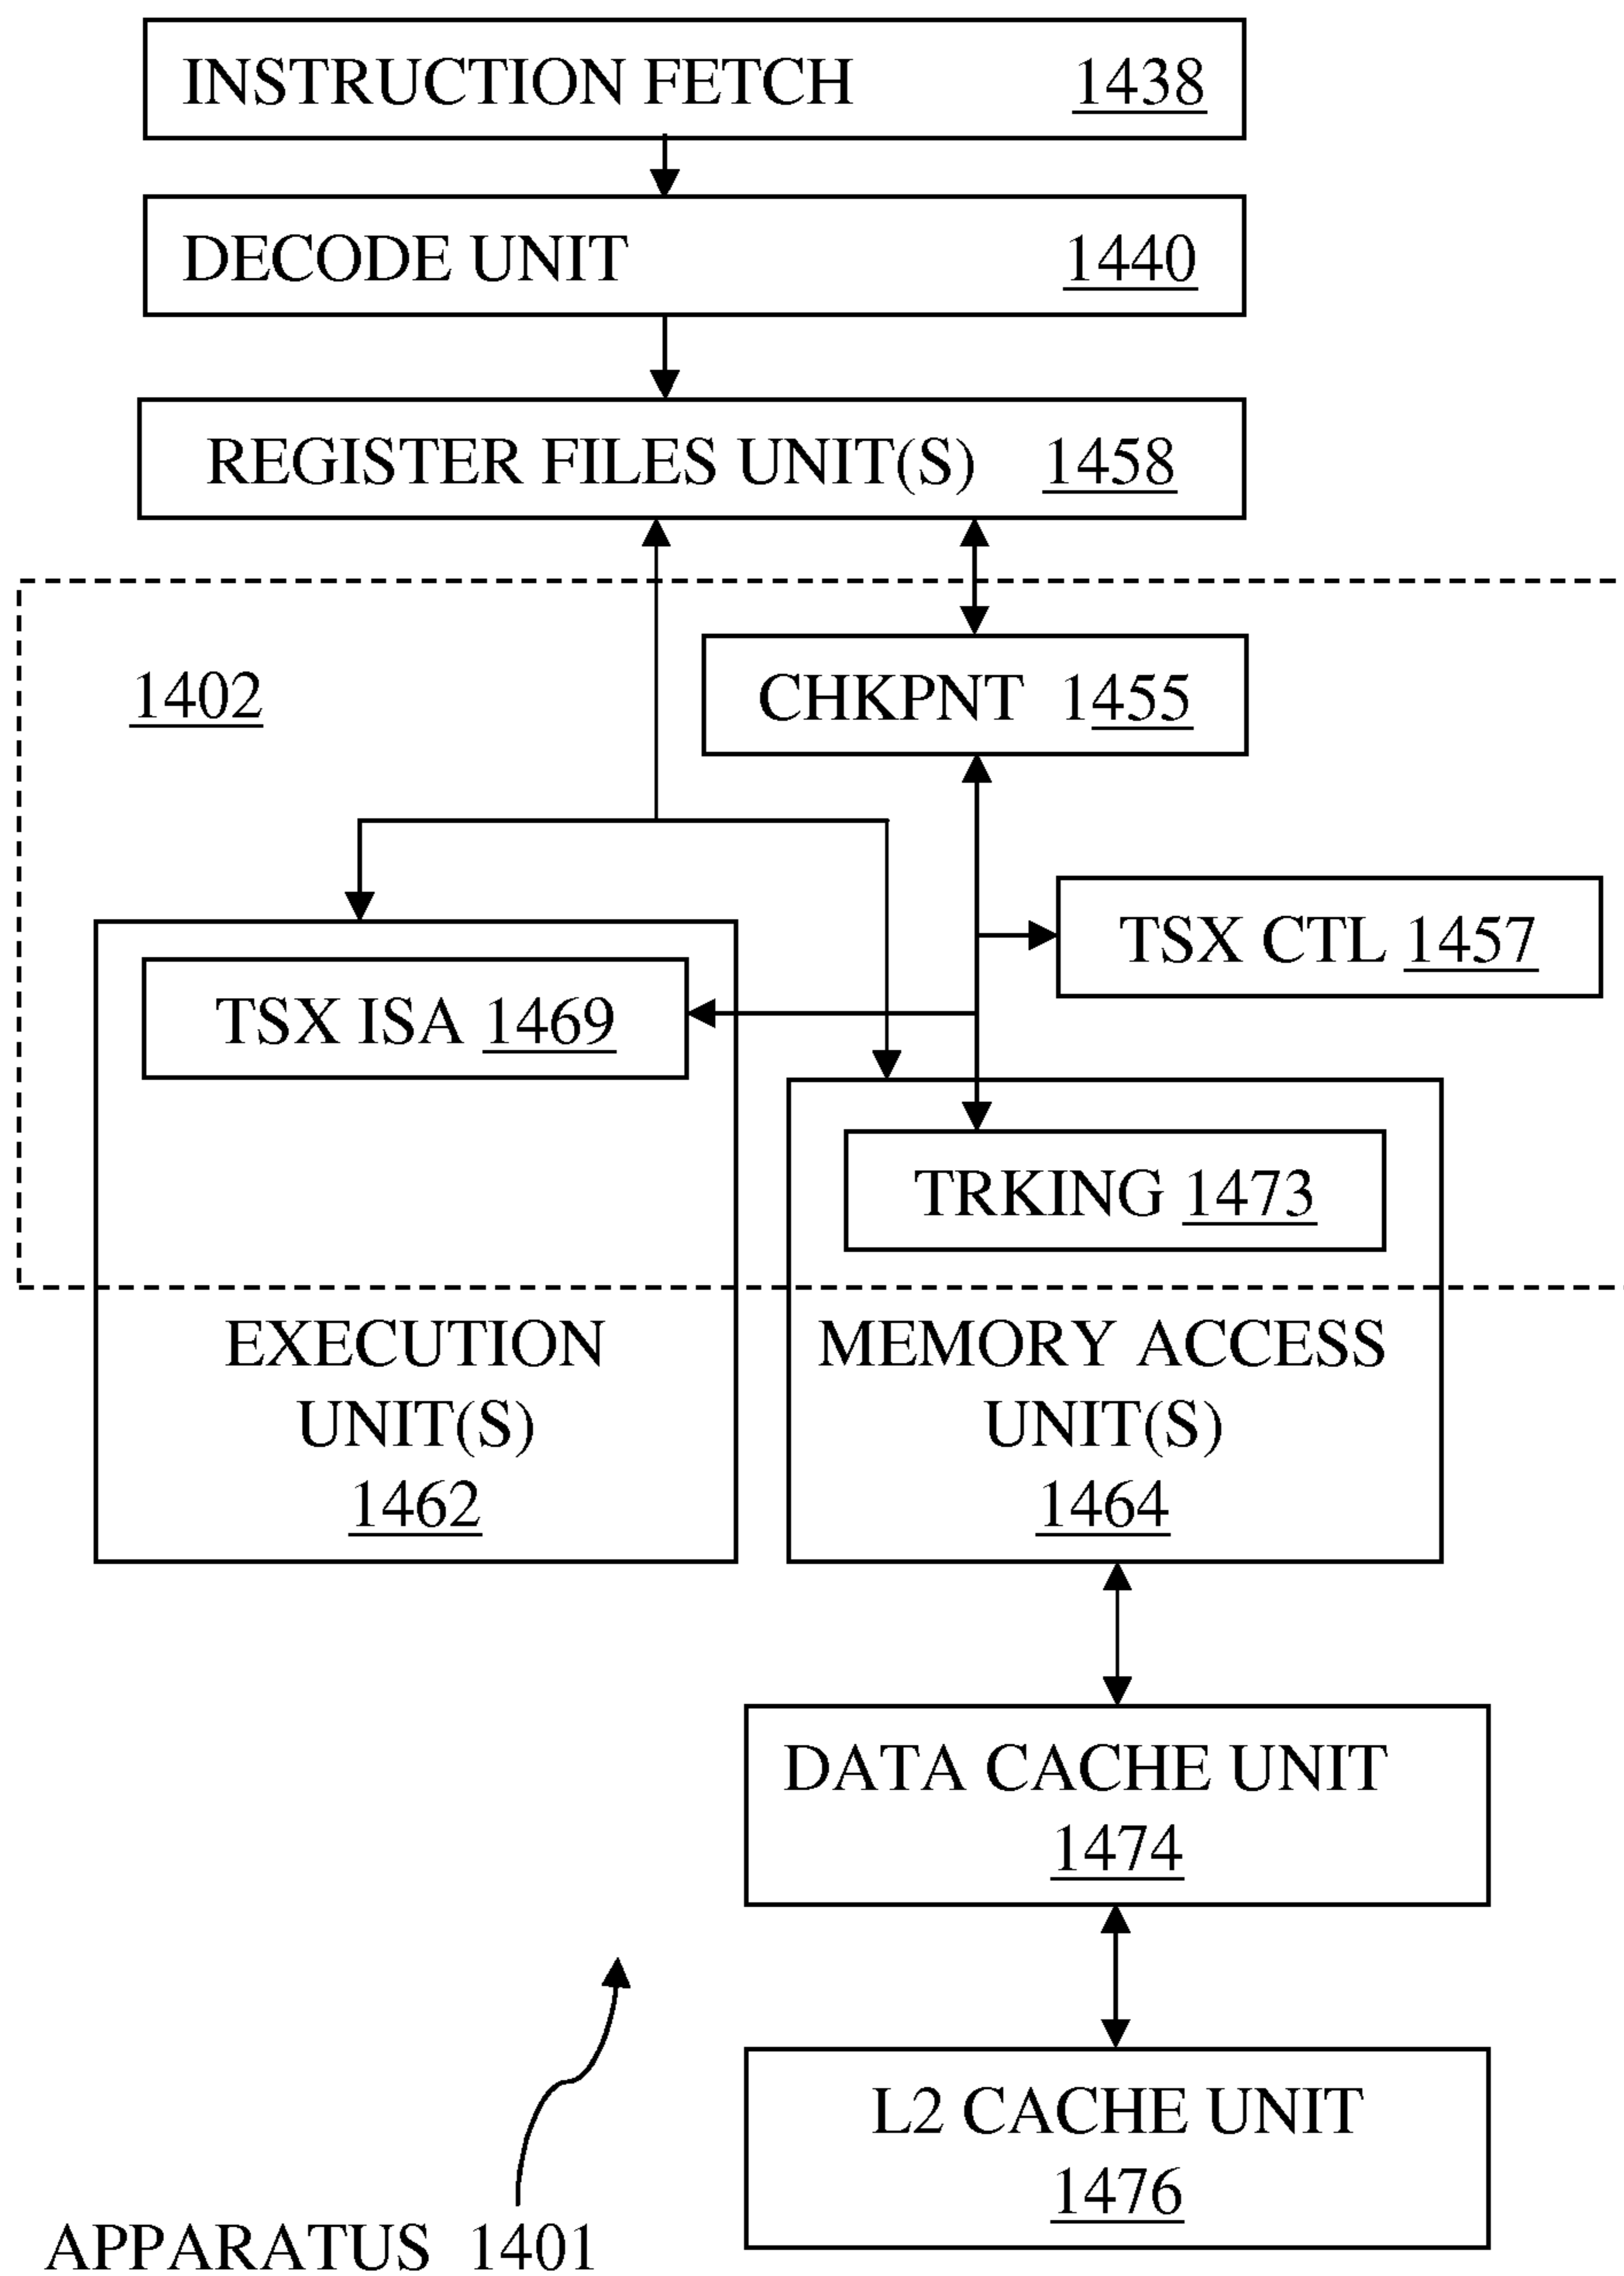 INSTRUCTION FETCH 1438
DECODE UNIT 1440
REGISTER FILES UNIT(S) 1458
1402
CHKPNT 1455
TSX CTL 1457
TSX ISA 1469
TRKING 1473
EXECUTION
UNIT(S)
1462
MEMORY ACCESS
UNIT(S)
1464
DATA CACHE UNIT
1474
L2 CACHE UNIT
1476
APPARATUS 1401